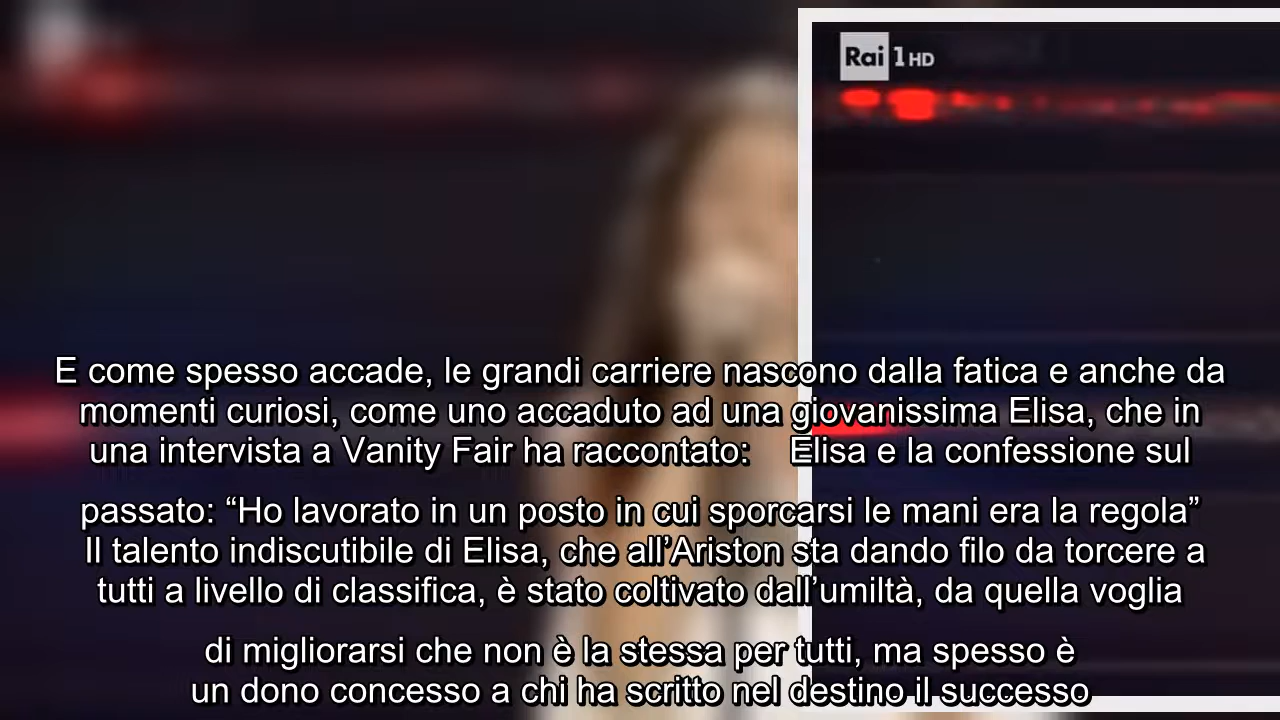 Rai 1 HD
E come spesso accade, le grandi carriere nascono dalla fatica e anche da
momenti curiosi, come uno accaduto ad una giovanissima Elisa, che in
una intervista a Vanity Fair ha raccontato: Elisa e la confessione sul
passato: “Ho lavorato in un posto in cui sporcarsi le mani era la regola”
Il talento indiscutibile di Elisa, che all’Ariston sta dando filo da torcere a
tutti a livello di classifica, è stato coltivato dall’umiltà, da quella voglia
di migliorarsi che non è la stessa per tutti, ma spesso è
un dono concesso a chi ha scritto nel destino il successo